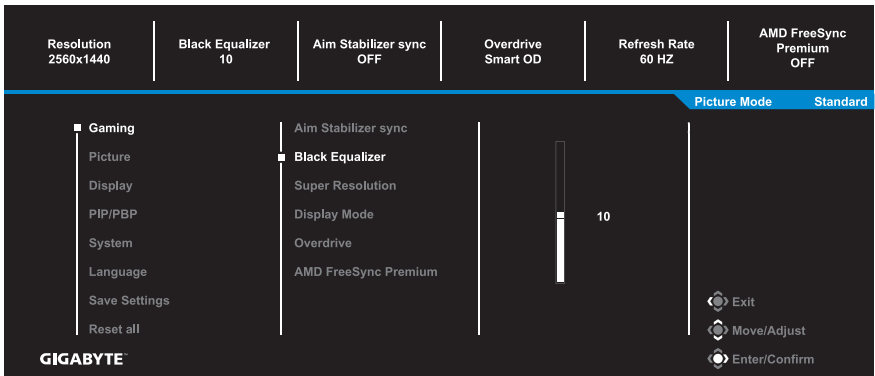 Resolution
2560x1440
Black Equalizer
10
Aim Stabilizer sync
OFF
Overdrive
Smart OD
Refresh Rate
60 HZ
AMD FreeSync
Premium
OFF
Picture Mode Standard
Gaming
Picture
Display
PIP/PBP
System
Language
Save Settings
Reset all
Aim Stabilizer sync
Black Equalizer
Super Resolution
Display Mode
Overdrive
AMD FreeSync Premium
10
Exit
Move/Adjust
Enter/Confirm
GIGABYTE™